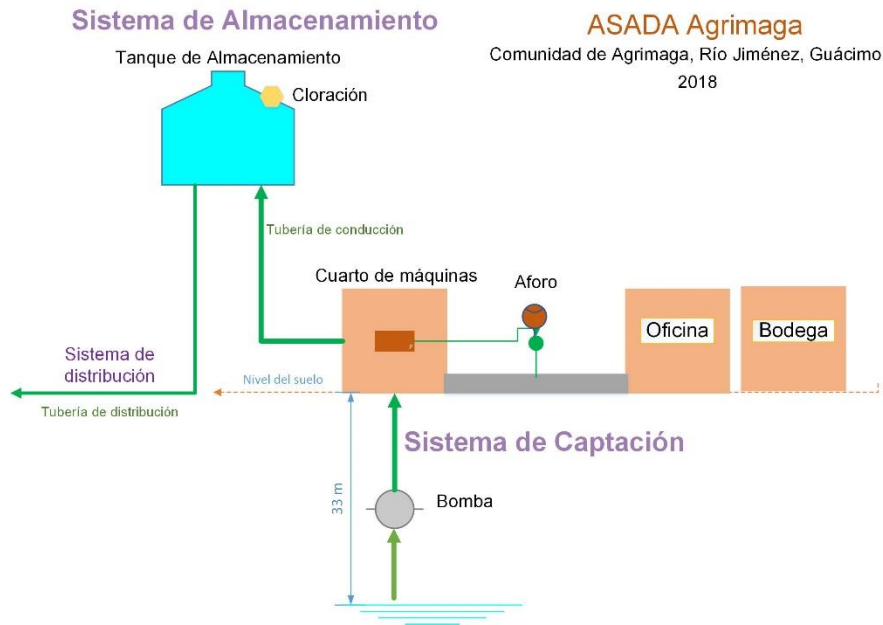 Sistema de Almacenamiento
ASADA Agrimaga
Comunidad de Agrimaga, Río Jiménez, Guácimo
2018
Tanque de Almacenamiento
Cloración
Tubería de conducción
Cuarto de máquinas
Aforo
Oficina
Bodega
Sistema de
distribución
Tubería de distribución
Nivel del suelo
Sistema de Captación
33 m
Bomba